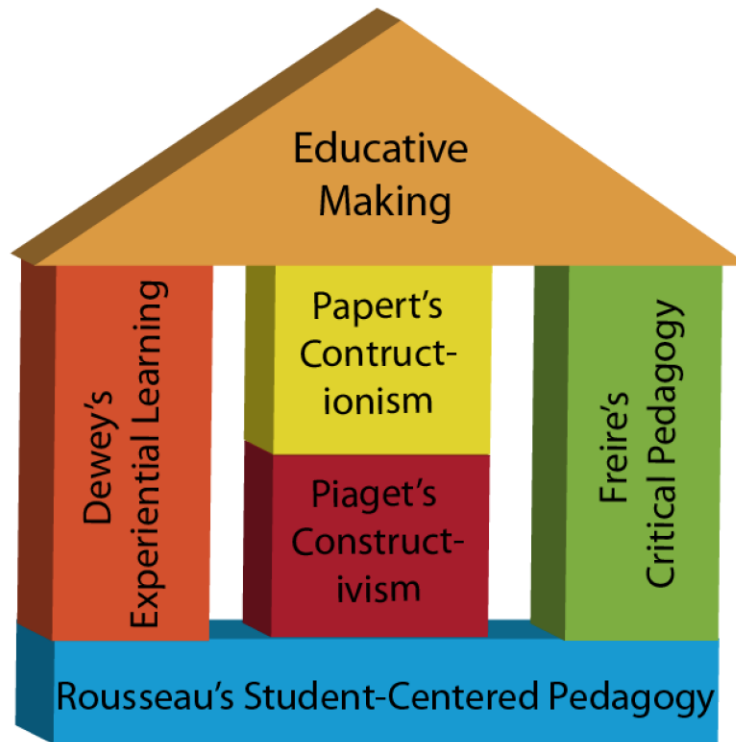 Educative
Making
Dewey's
Experiential Learning
Papert's
Contruct-
ionism
Piaget's
Construct-
ivism
Freire's
Critical Pedagogy
Rousseau's Student-Centered Pedagogy